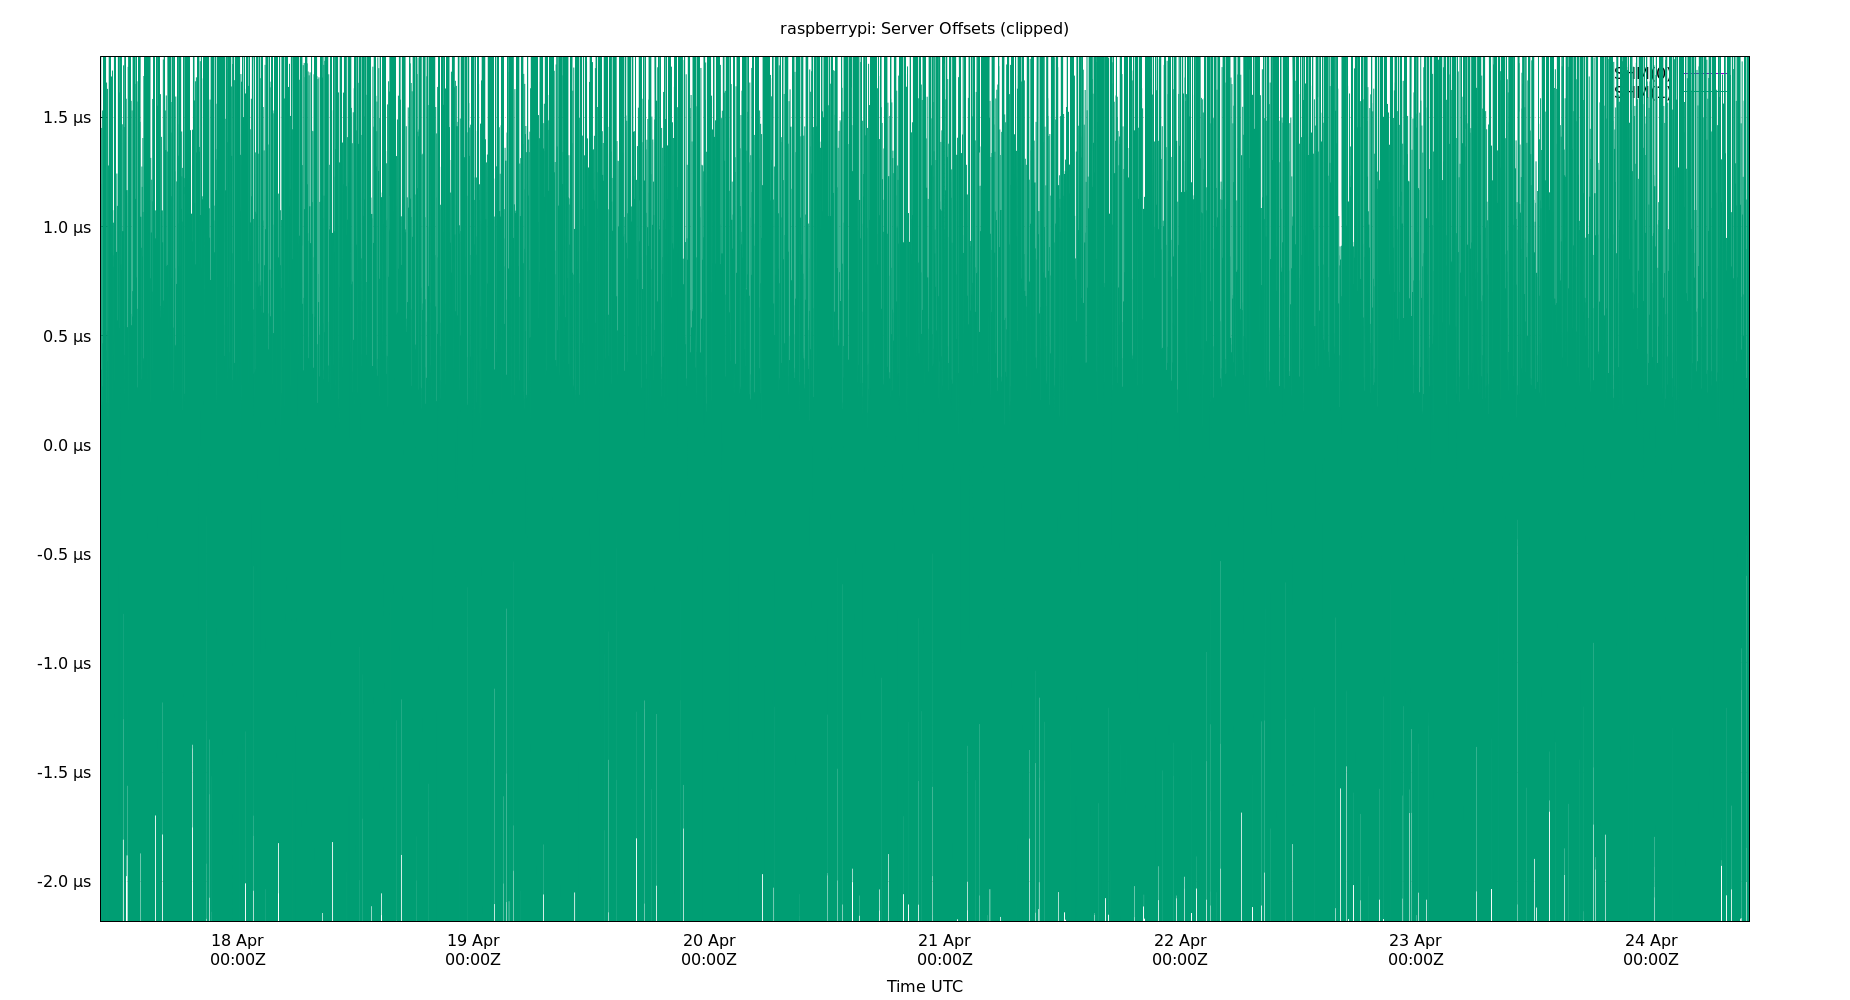 raspberrypi: Server Offsets (clipped)
SHM(0)
1.5 µs
1.0 µs
0.5 µs
0.0 µs
-0.5 µs
-1.0 µs
-1.5 µs
-2.0 µs
18 Apr 19 Apr 20 Apr 21 Apr 22 Apr 23 Apr 24 Apr
00:00Z 00:00Z 00:00Z 00:00Z 00:00Z 00:00Z 00:00Z
Time UTC